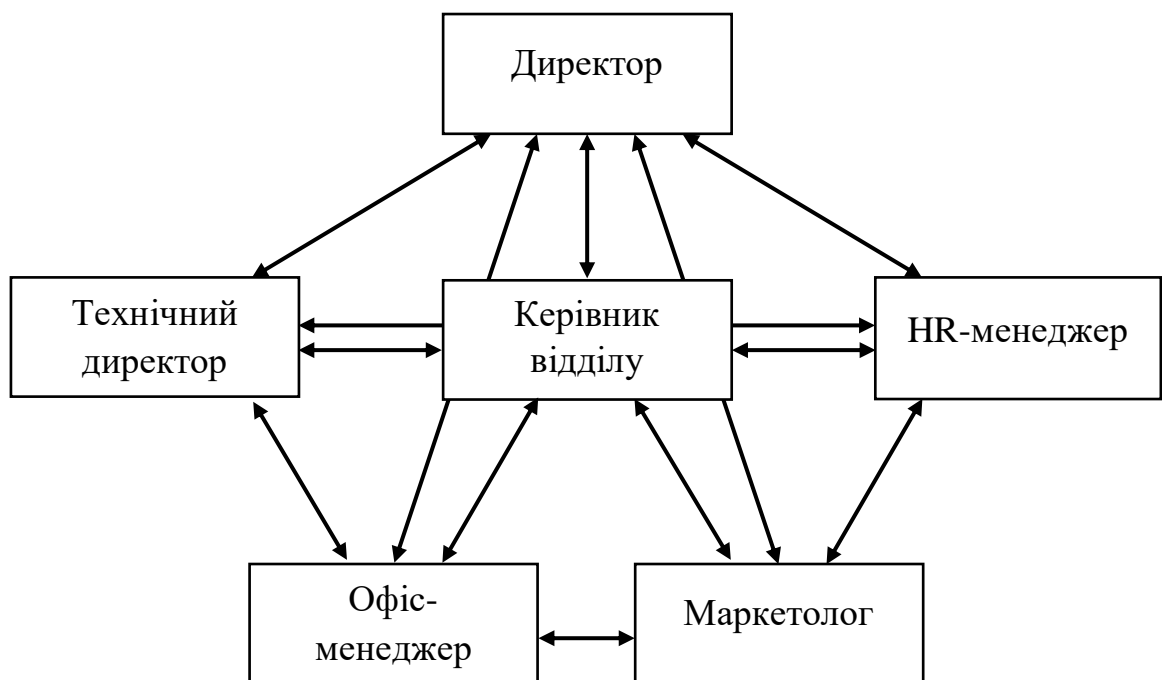 Директор
Технічний
директор
Керівник
відділу
HR-менеджер
Офіс-
менеджер
Маркетолог